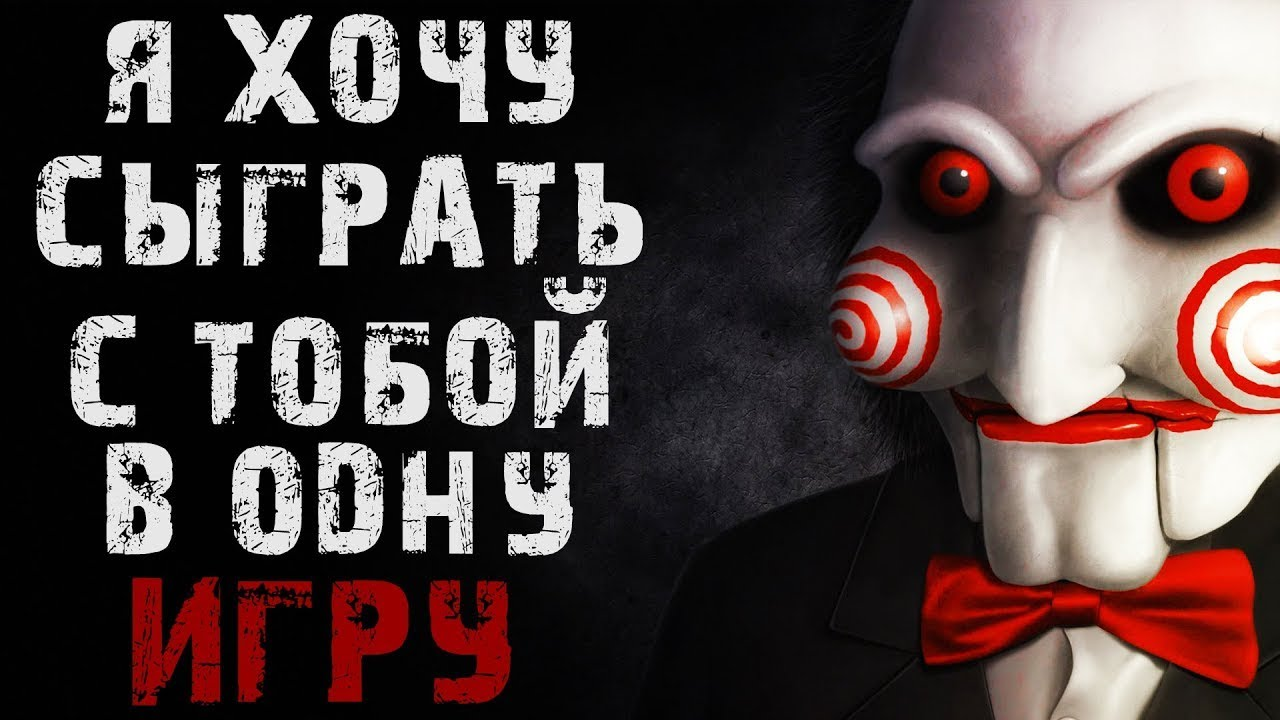 Я ХОЧУ
СЫГРАТЬ
С ТОБОЙ
В ОДНУ
ИГРУ